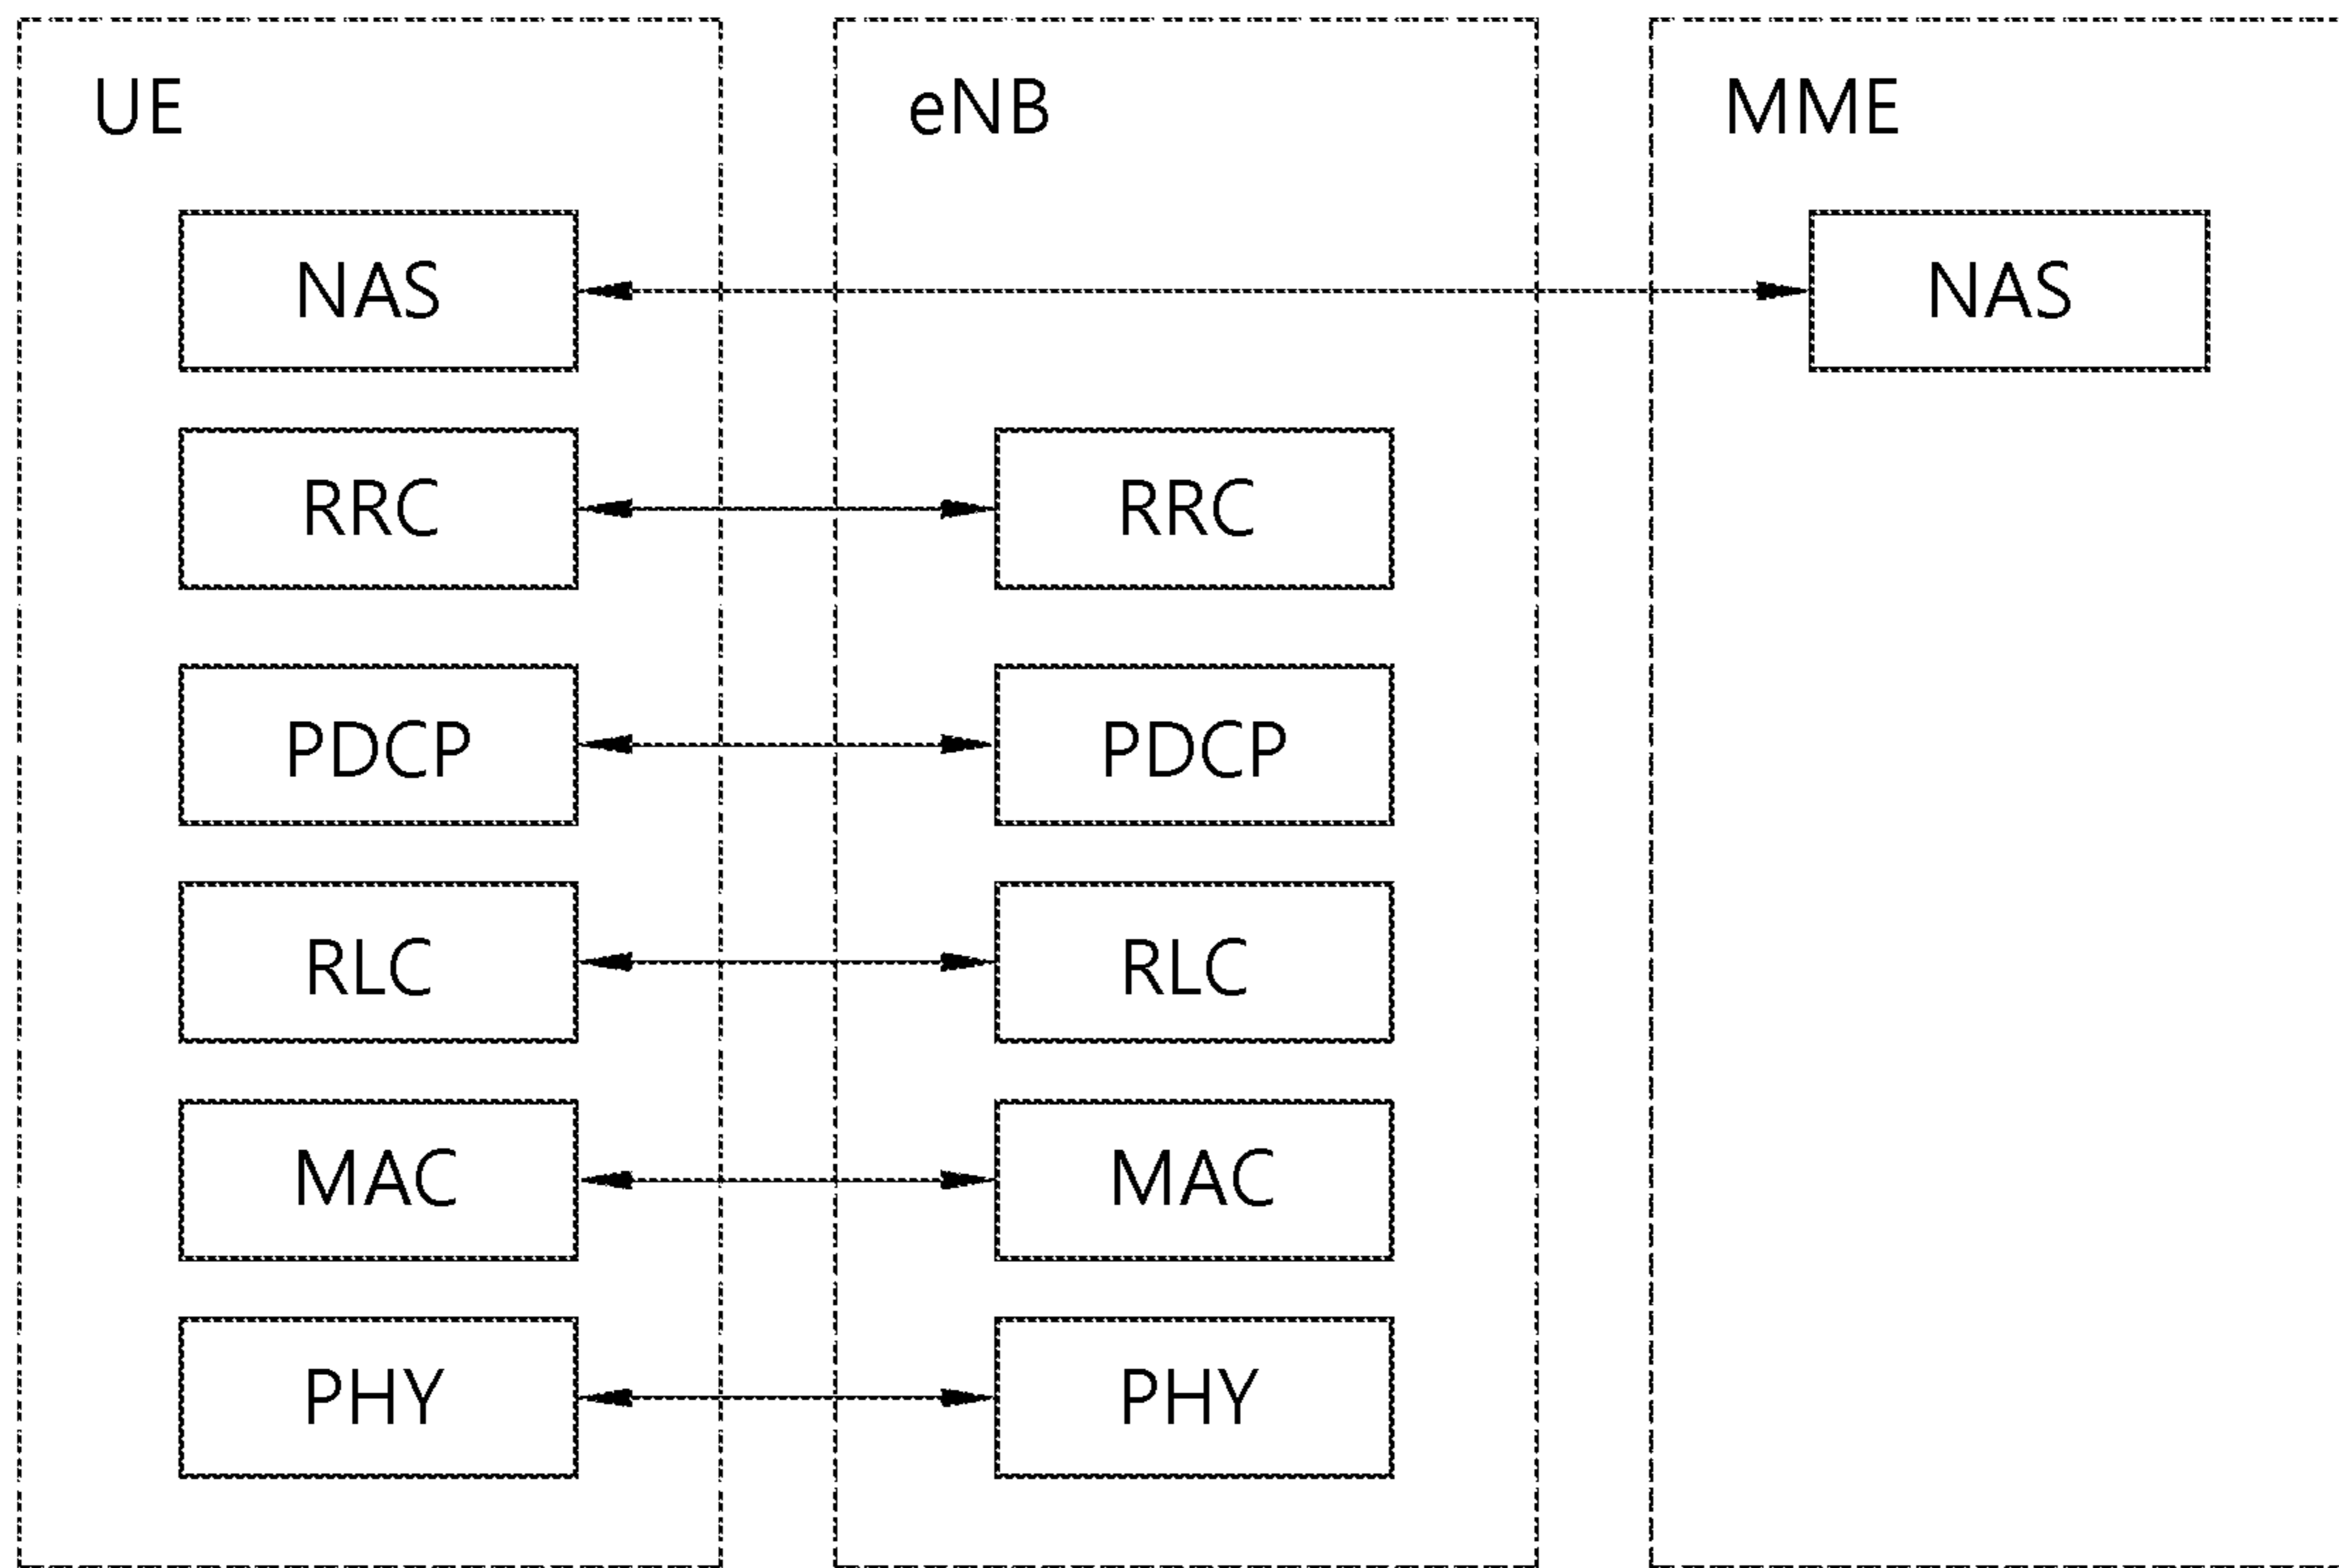 UE
eNB
MME
NAS
NAS
RRC
RRC
PDCP
PDCP
RLC
RLC
MAC
MAC
PHY
PHY